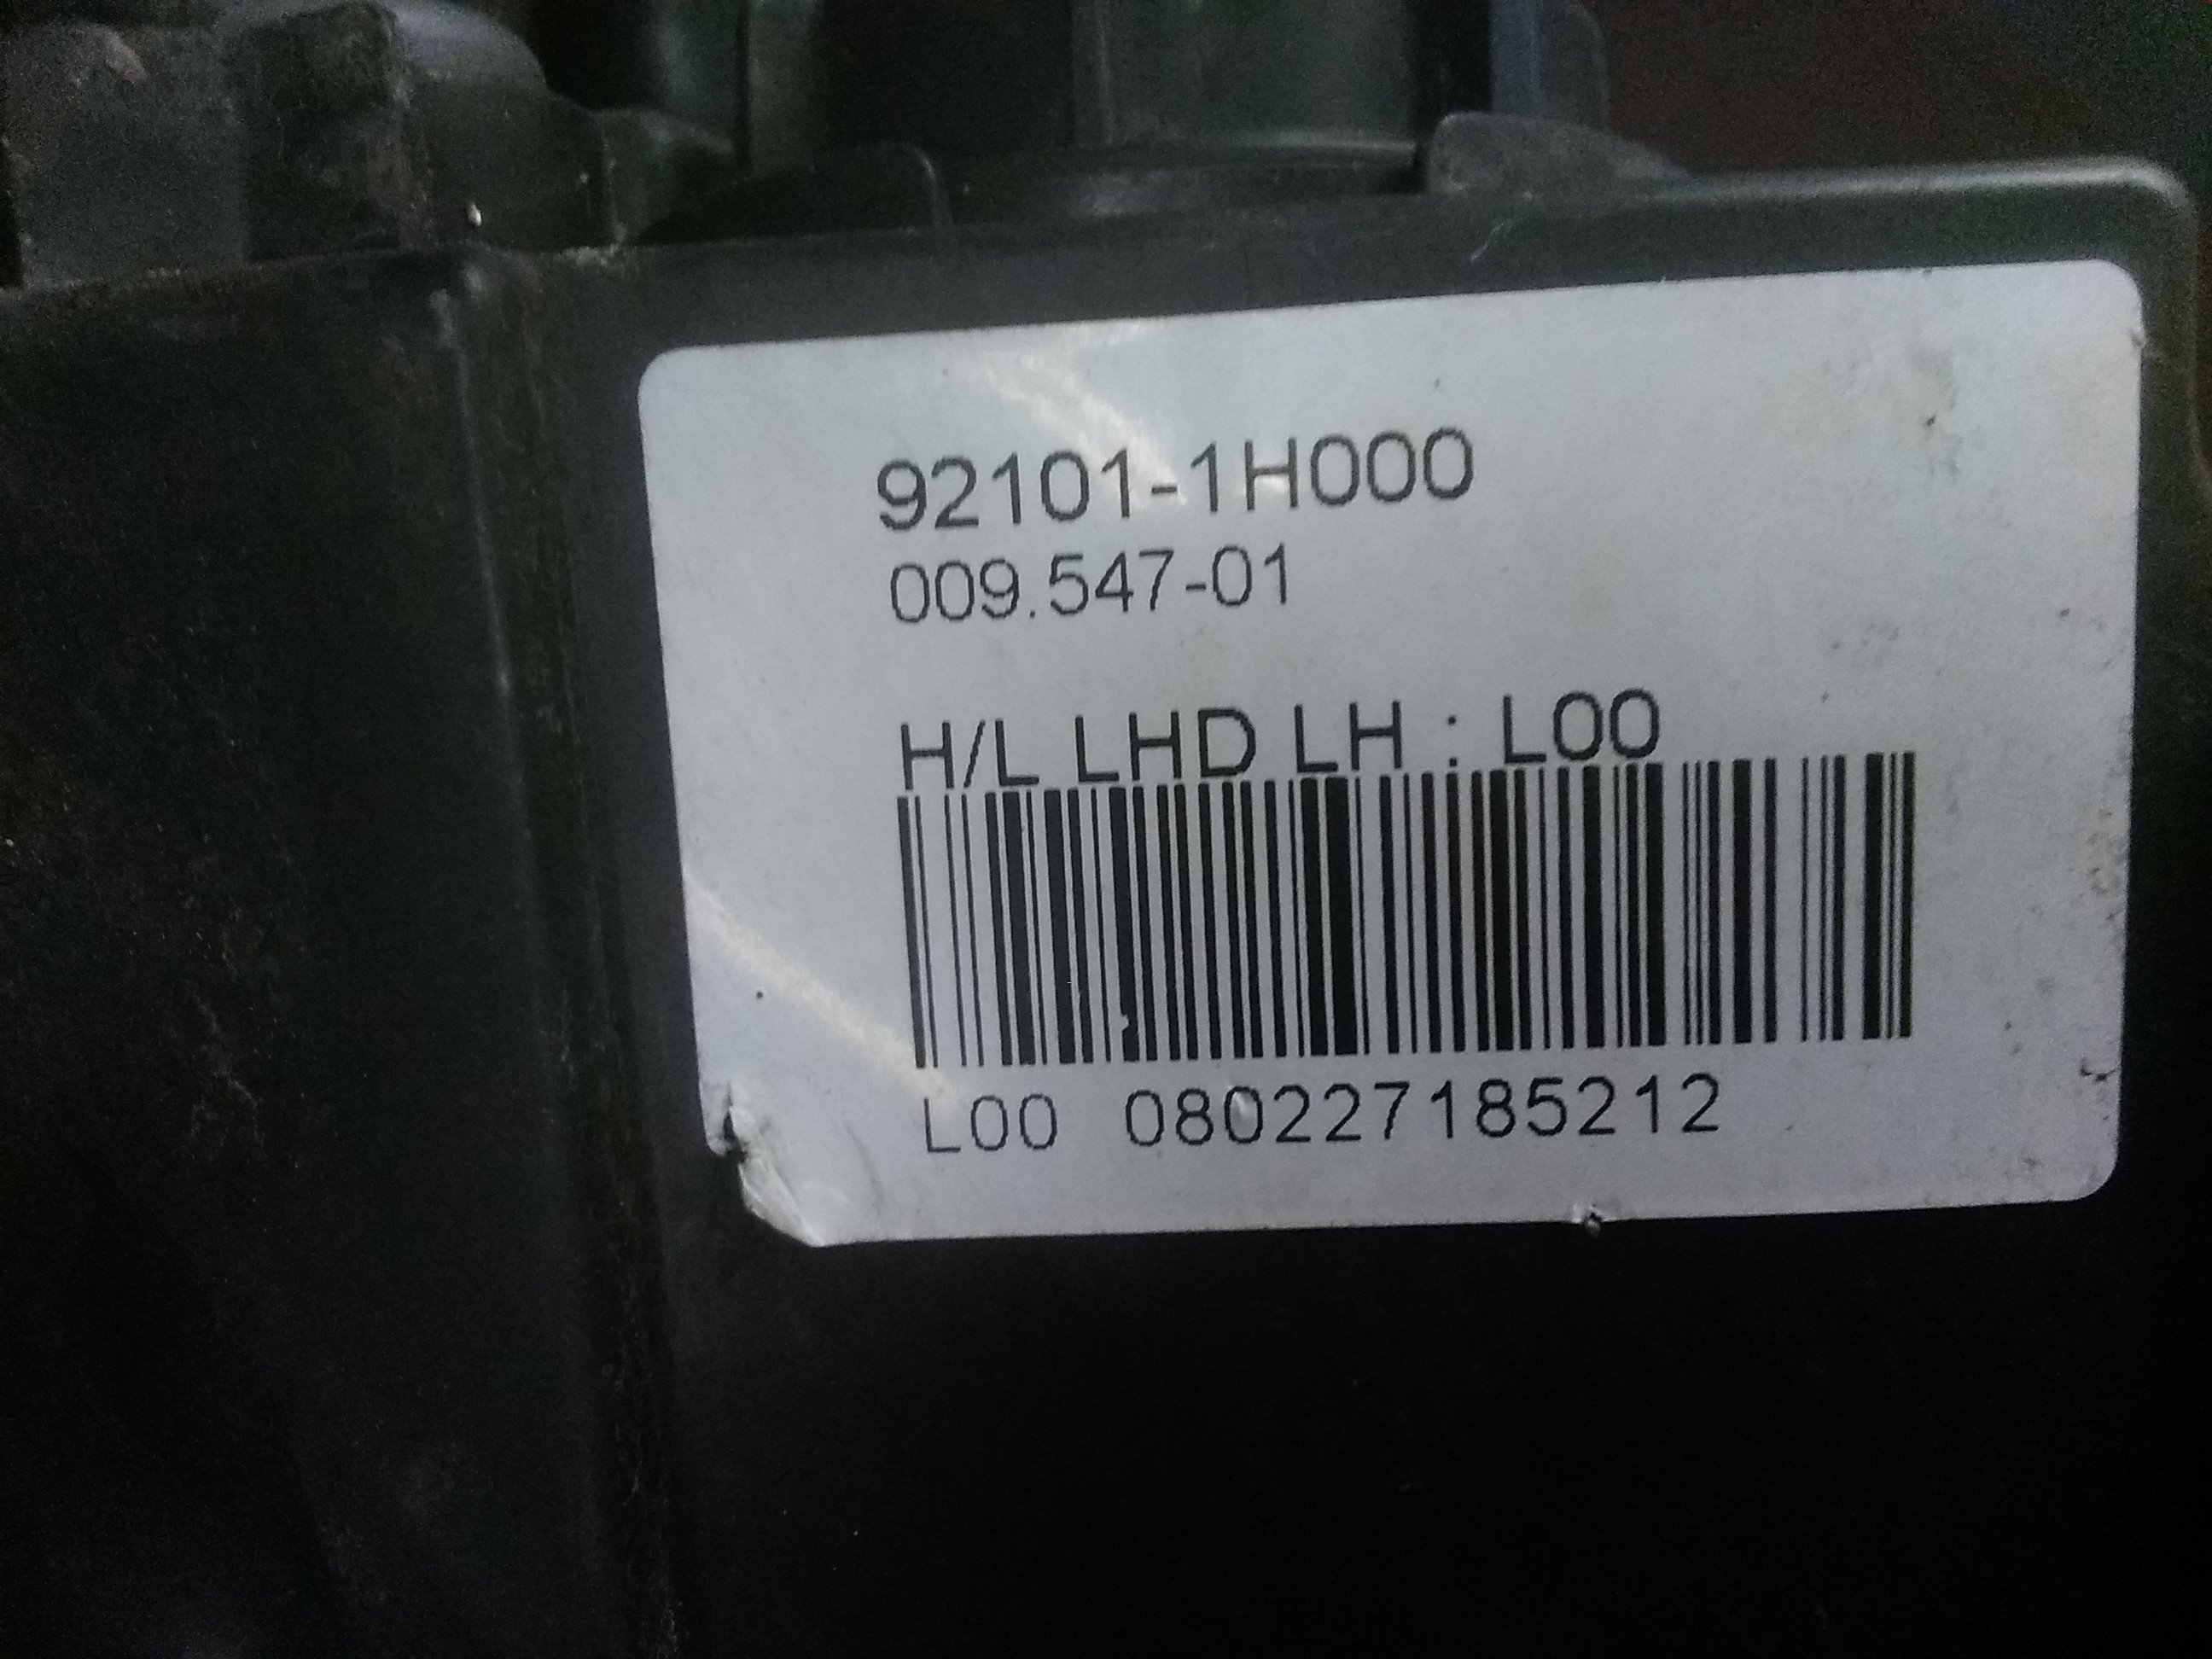 92101-1H000
009.547-01
H/L LHD LH : L00
L00 080227185212